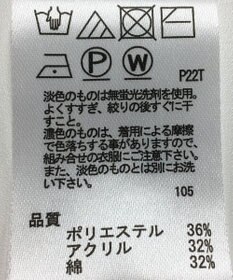 P W P22T
淡色のものは無蛍光洗剤を使用。
よくすすぎ、絞りの後すぐに干
すこと。
濃色のものは、着用による摩擦
で色落ちする事がありますので、
組み合せの衣服にご注意下さい。
また、淡色のものとは別にお洗
い下さい。
105
品質
ポリエステル 36%
アクリル 32%
綿 32%